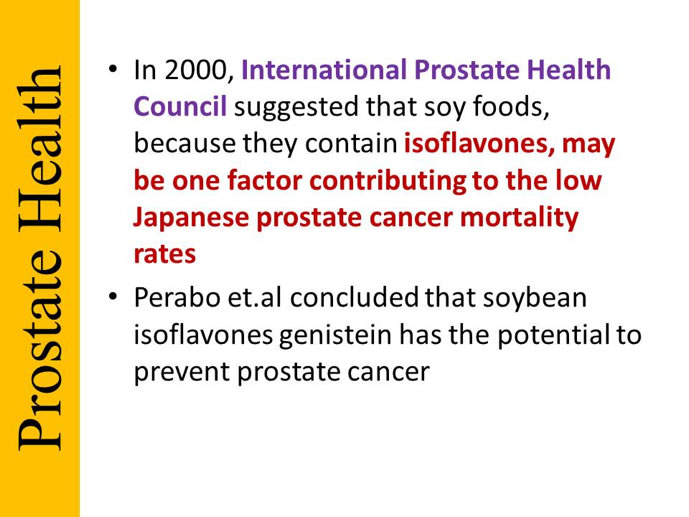 Prostate Health
• In 2000, International Prostate Health
Council suggested that soy foods,
because they contain isoflavones, may
be one factor contributing to the low
Japanese prostate cancer mortality
rates
• Perabo et.al concluded that soybean
isoflavones genistein has the potential to
prevent prostate cancer